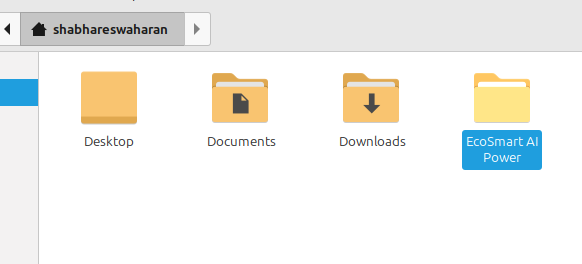 shabhareswaharan
Desktop
Documents
Downloads
EcoSmart AI
Power